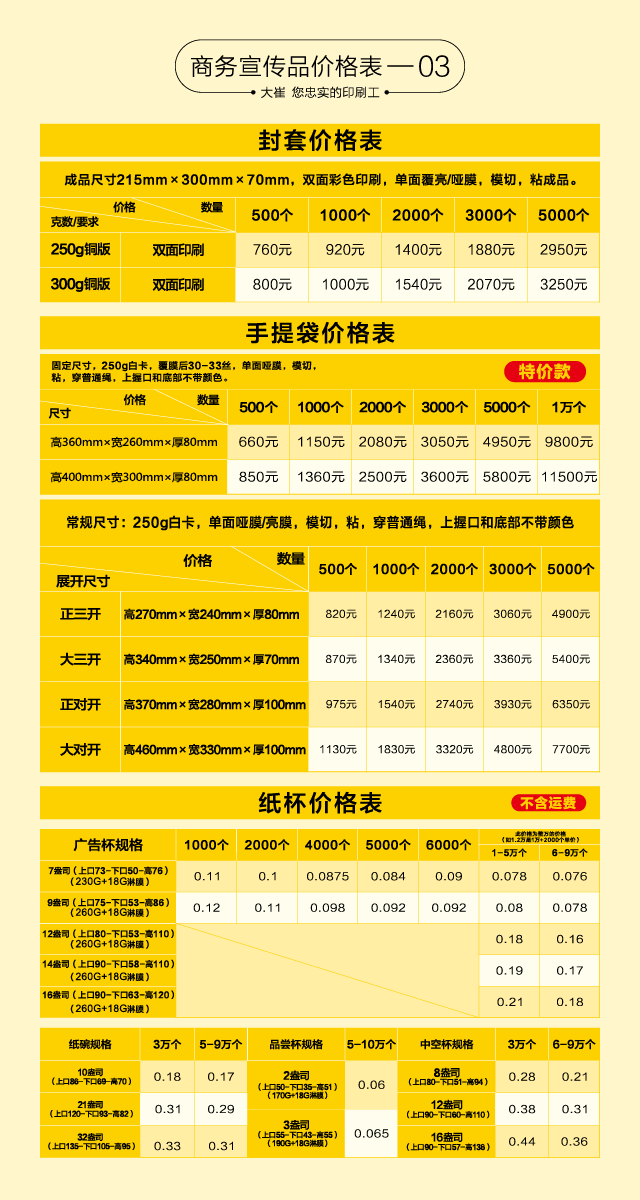 商务宣传品价格表—03
大崔 您忠实的印刷工
封套价格表
成品尺寸215mm×300mm×70mm，双面彩色印刷，单面覆亮/哑膜，模切，粘成品。
价格 数量 克数/要求 500个 1000个 2000个 3000个 5000个
250g铜版 双面印刷 760元 920元 1400元 1880元 2950元
300g铜版 双面印刷 800元 1000元 1540元 2070元 3250元
手提袋价格表
固定尺寸，250g白卡，覆膜后30-33丝，单面哑膜，模切，
粘，穿普通绳，上握口和底部不带颜色。
特价款
价格 数量 尺寸 500个 1000个 2000个 3000个 5000个 1万个
高360mm×宽260mm×厚80mm 660元 1150元 2080元 3050元 4950元 9800元
高400mm×宽300mm×厚80mm 850元 1360元 2500元 3600元 5800元 11500元
常规尺寸：250g白卡，单面哑膜/亮膜，模切，粘，穿普通绳，上握口和底部不带颜色
价格 数量 展开尺寸 500个 1000个 2000个 3000个 5000个
正三开 高270mm×宽240mm×厚80mm 820元 1240元 2160元 3060元 4900元
大三开 高340mm×宽250mm×厚70mm 870元 1340元 2360元 3360元 5400元
正对开 高370mm×宽280mm×厚100mm 975元 1540元 2740元 3930元 6350元
大对开 高460mm×宽330mm×厚100mm 1130元 1830元 3320元 4800元 7700元
纸杯价格表
不含运费
广告杯规格 1000个 2000个 4000个 5000个 6000个
此价格为整万的价格
（如1.2万是1万+2000个单价）
1-5万个 6-9万个
7盎司（上口73-下口50-高76）
（230G+18G淋膜）
0.11 0.1 0.0875 0.084 0.09 0.078 0.076
9盎司（上口75-下口53-高86）
（260G+18G淋膜）
0.12 0.11 0.098 0.092 0.092 0.08 0.078
12盎司（上口80-下口53-高110）
（260G+18G淋膜）
0.18 0.16
14盎司（上口90-下口58-高110）
（260G+18G淋膜）
0.19 0.17
16盎司（上口90-下口63-高120）
（260G+18G淋膜）
0.21 0.18
纸碗规格 3万个 5-9万个
10盎司
（上口86-下口69-高70）
0.18 0.17
21盎司
（上口120-下口93-高82）
0.31 0.29
32盎司
（上口135-下口105-高95）
0.33 0.31
品尝杯规格 5-10万个
2盎司
（上口50-下口35-高51）
（170G+18G淋膜）
0.06
3盎司
（上口55-下口43-高55）
（190G+18G淋膜）
0.065
中空杯规格 3万个 6-9万个
8盎司
（上口80-下口51-高94）
0.28 0.21
12盎司
（上口90-下口60-高110）
0.38 0.31
16盎司
（上口90-下口57-高138）
0.44 0.36